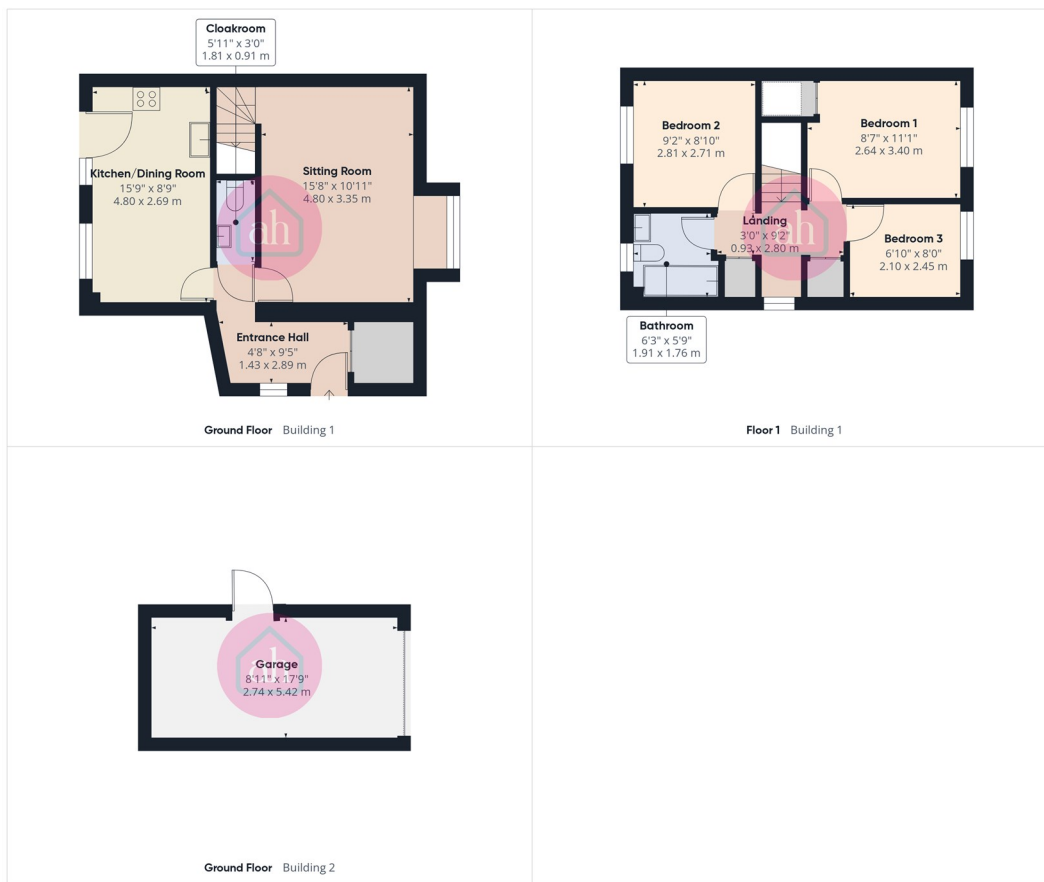 Cloakroom
5'11" x 3'0"
1.81 x 0.91 m
Kitchen/Dining Room
15'9" x 8'9"
4.80 x 2.69 m
Sitting Room
15'8" x 10'11"
4.80 x 3.35 m
ah
Entrance Hall
4'8" x 9'5"
1.43 x 2.89 m
Ground Floor Building 1
Bedroom 2
9'2" x 8'10"
2.81 x 2.71 m
Bedroom 1
8'7" x 11'1"
2.64 x 3.40 m
Landing
3'0" x 9'2"
0.93 x 2.80 m
ah
Bedroom 3
6'10" x 8'0"
2.10 x 2.45 m
Bathroom
6'3" x 5'9"
1.91 x 1.76 m
Floor 1 Building 1
Garage
8'11" x 17'9"
2.74 x 5.42 m
ah
Ground Floor Building 2